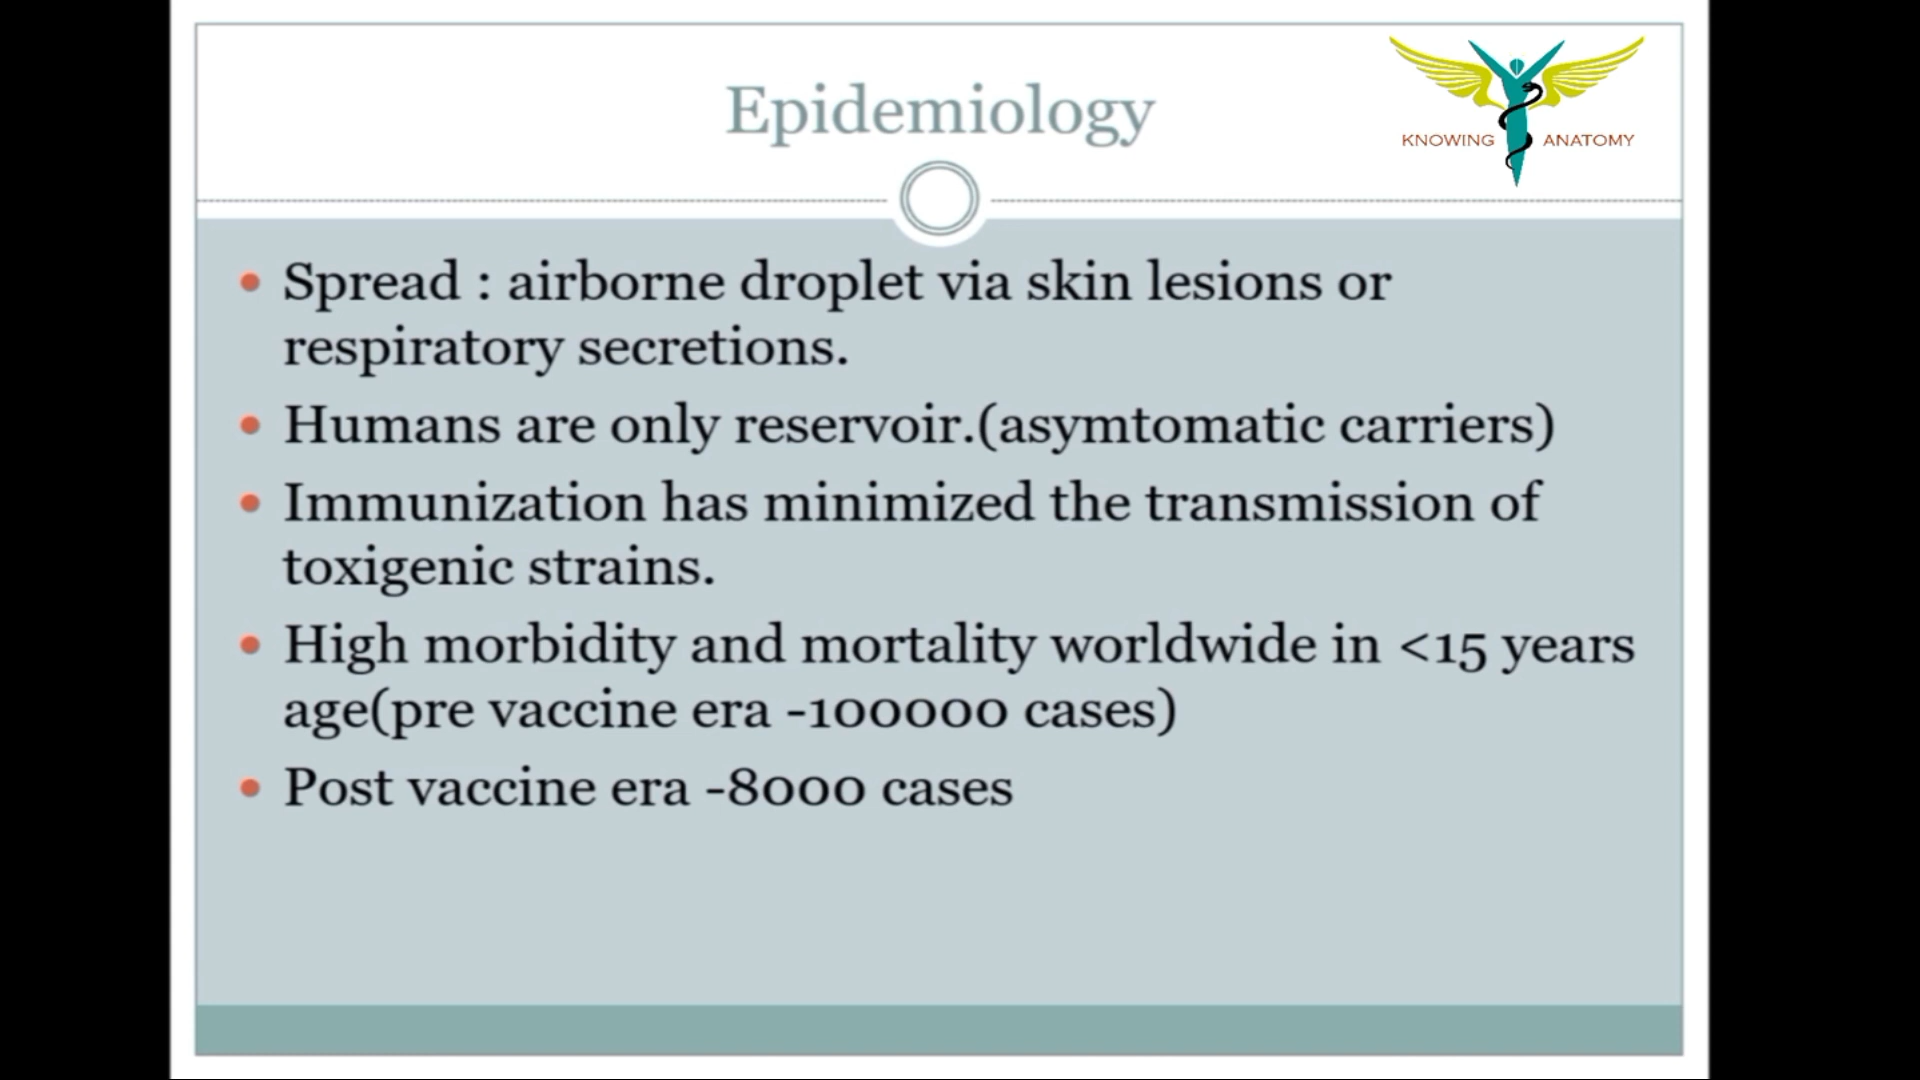 Epidemiology
KNOWING ANATOMY
Spread : airborne droplet via skin lesions or
respiratory secretions.
Humans are only reservoir.(asymtomatic carriers)
Immunization has minimized the transmission of
toxigenic strains.
High morbidity and mortality worldwide in <15 years
age(pre vaccine era -100000 cases)
Post vaccine era -8000 cases